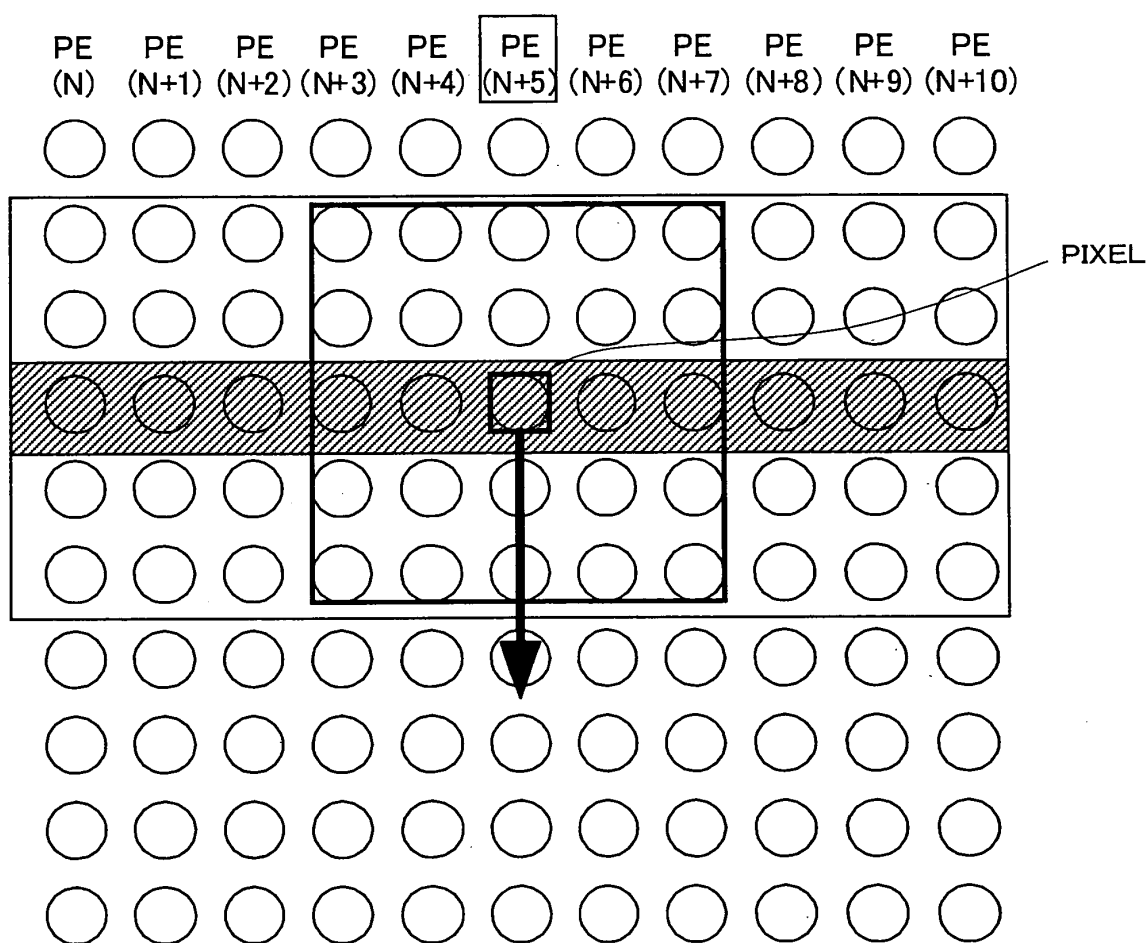 PE PE PE PE PE PE PE PE PE PE PE
(N) (N+1) (N+2) (N+3) (N+4) (N+5) (N+6) (N+7) (N+8) (N+9) (N+10)
PIXEL